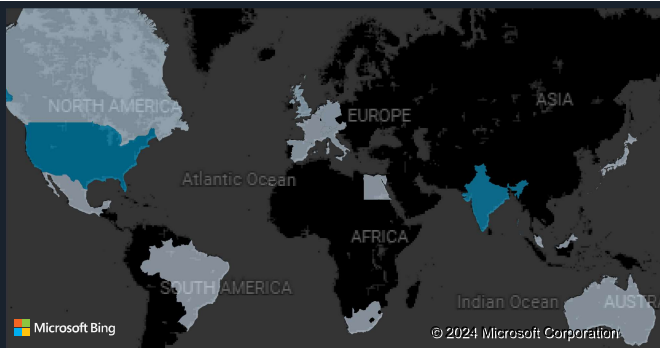 NORTH AMERICA
EUROPE
ASIA
Atlantic Ocean
AFRICA
SOUTH AMERICA
Indian Ocean
AUSTRA
Microsoft Bing
© 2024 Microsoft Corporation